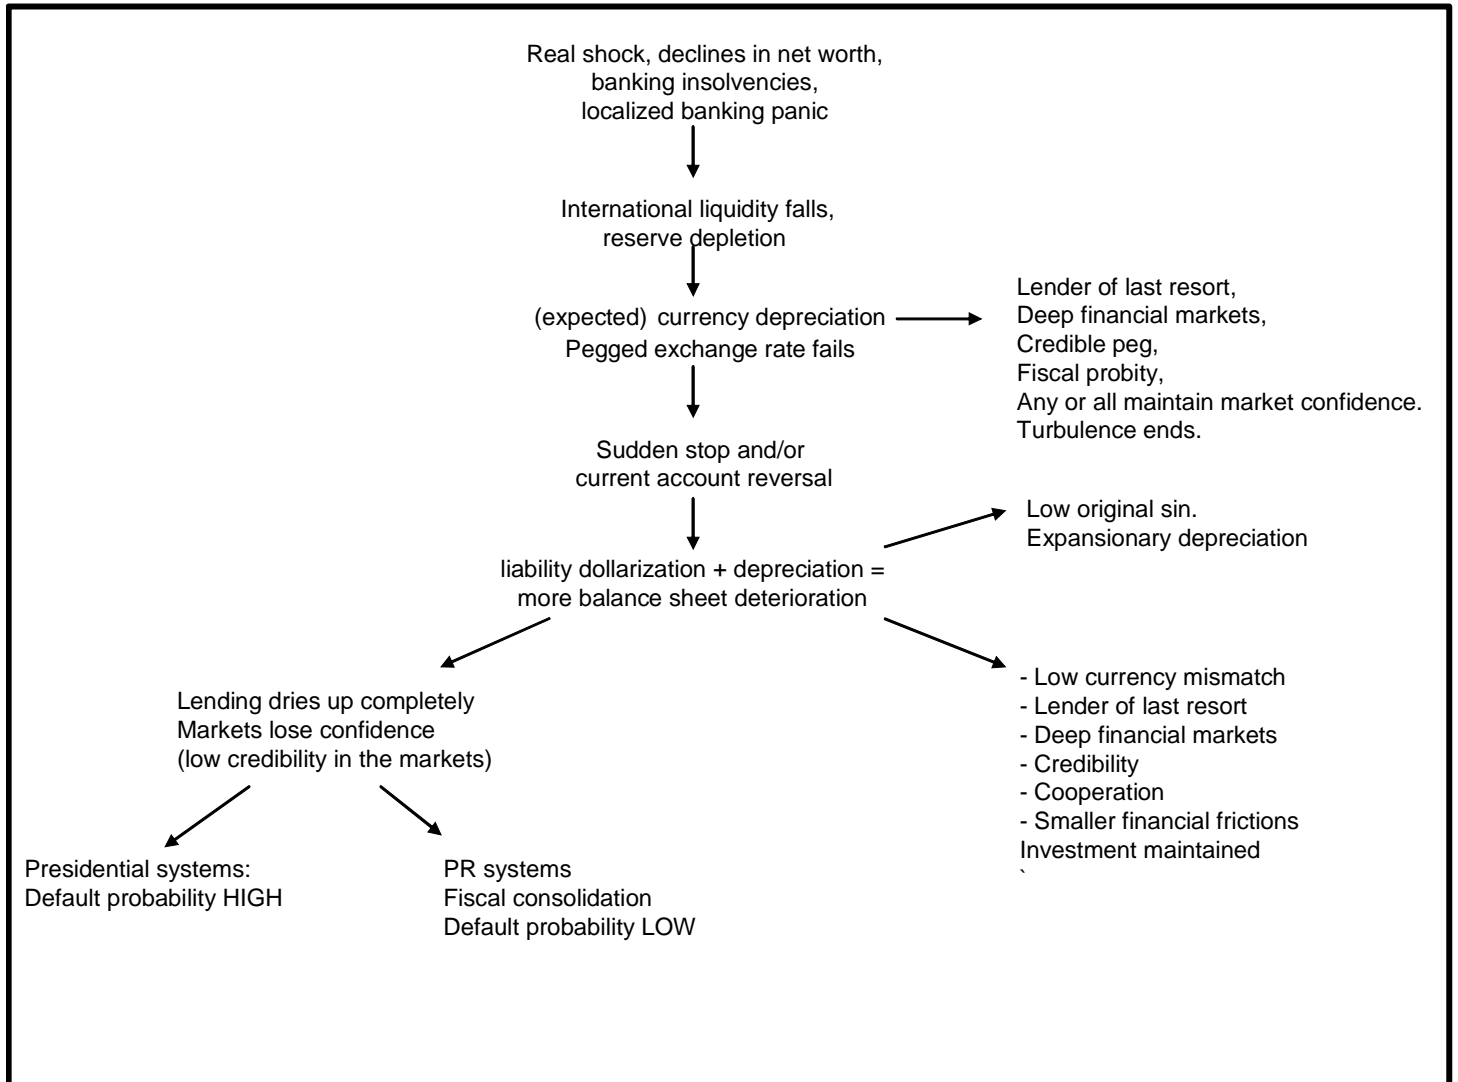 Real shock, declines in net worth,
banking insolvencies,
localized banking panic
International liquidity falls,
reserve depletion
(expected) currency depreciation
Pegged exchange rate fails
Lender of last resort,
Deep financial markets,
Credible peg,
Fiscal probity,
Any or all maintain market confidence.
Turbulence ends.
Sudden stop and/or
current account reversal
Low original sin.
Expansionary depreciation
liability dollarization + depreciation =
more balance sheet deterioration
Lending dries up completely
Markets lose confidence
(low credibility in the markets)
- Low currency mismatch
- Lender of last resort
- Deep financial markets
- Credibility
- Cooperation
- Smaller financial frictions
Investment maintained
`
Presidential systems:
Default probability HIGH
PR systems
Fiscal consolidation
Default probability LOW